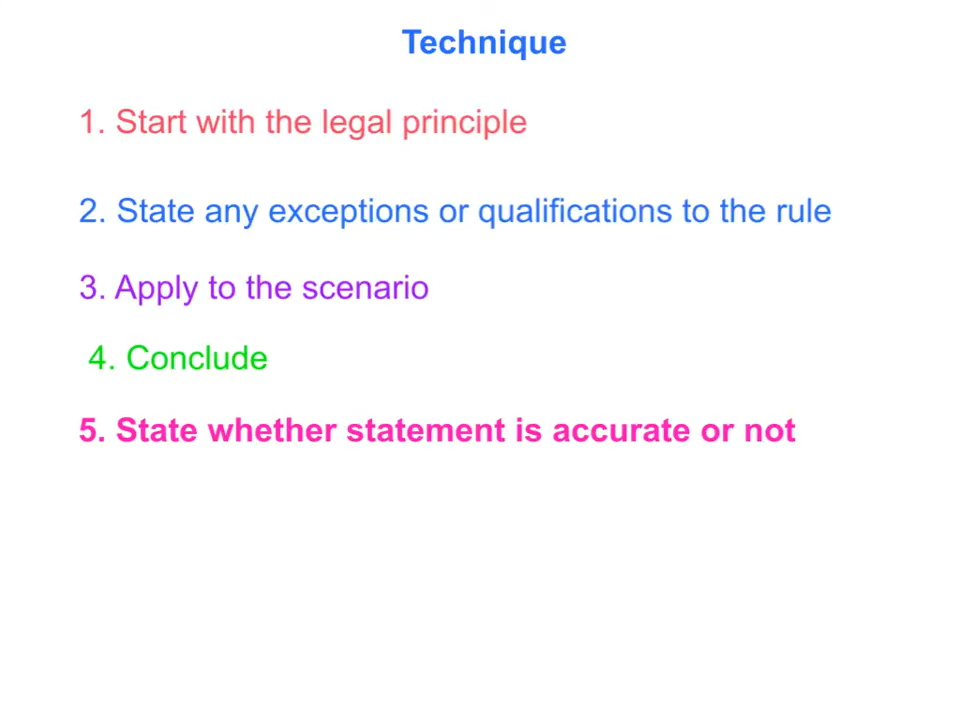 Technique
1. Start with the legal principle
2. State any exceptions or qualifications to the rule
3. Apply to the scenario
4. Conclude
5. State whether statement is accurate or not